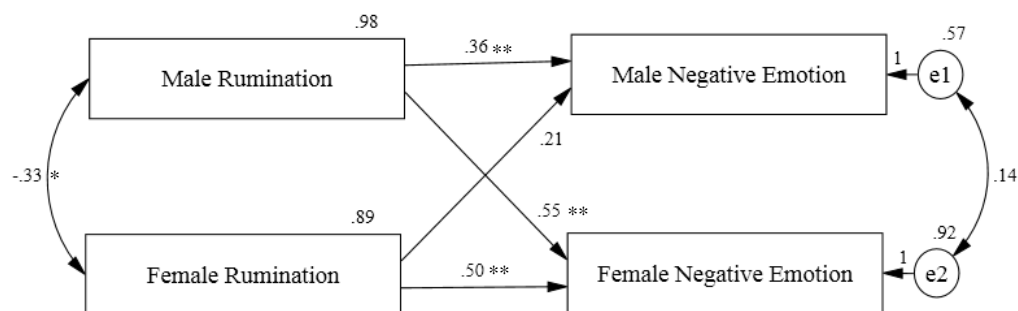 .98
.57
.36 **
Male Rumination
Male Negative Emotion
1
e1
.21
-.33 *
.14
.89
.55 **
.92
Female Rumination
.50 **
Female Negative Emotion
1
e2